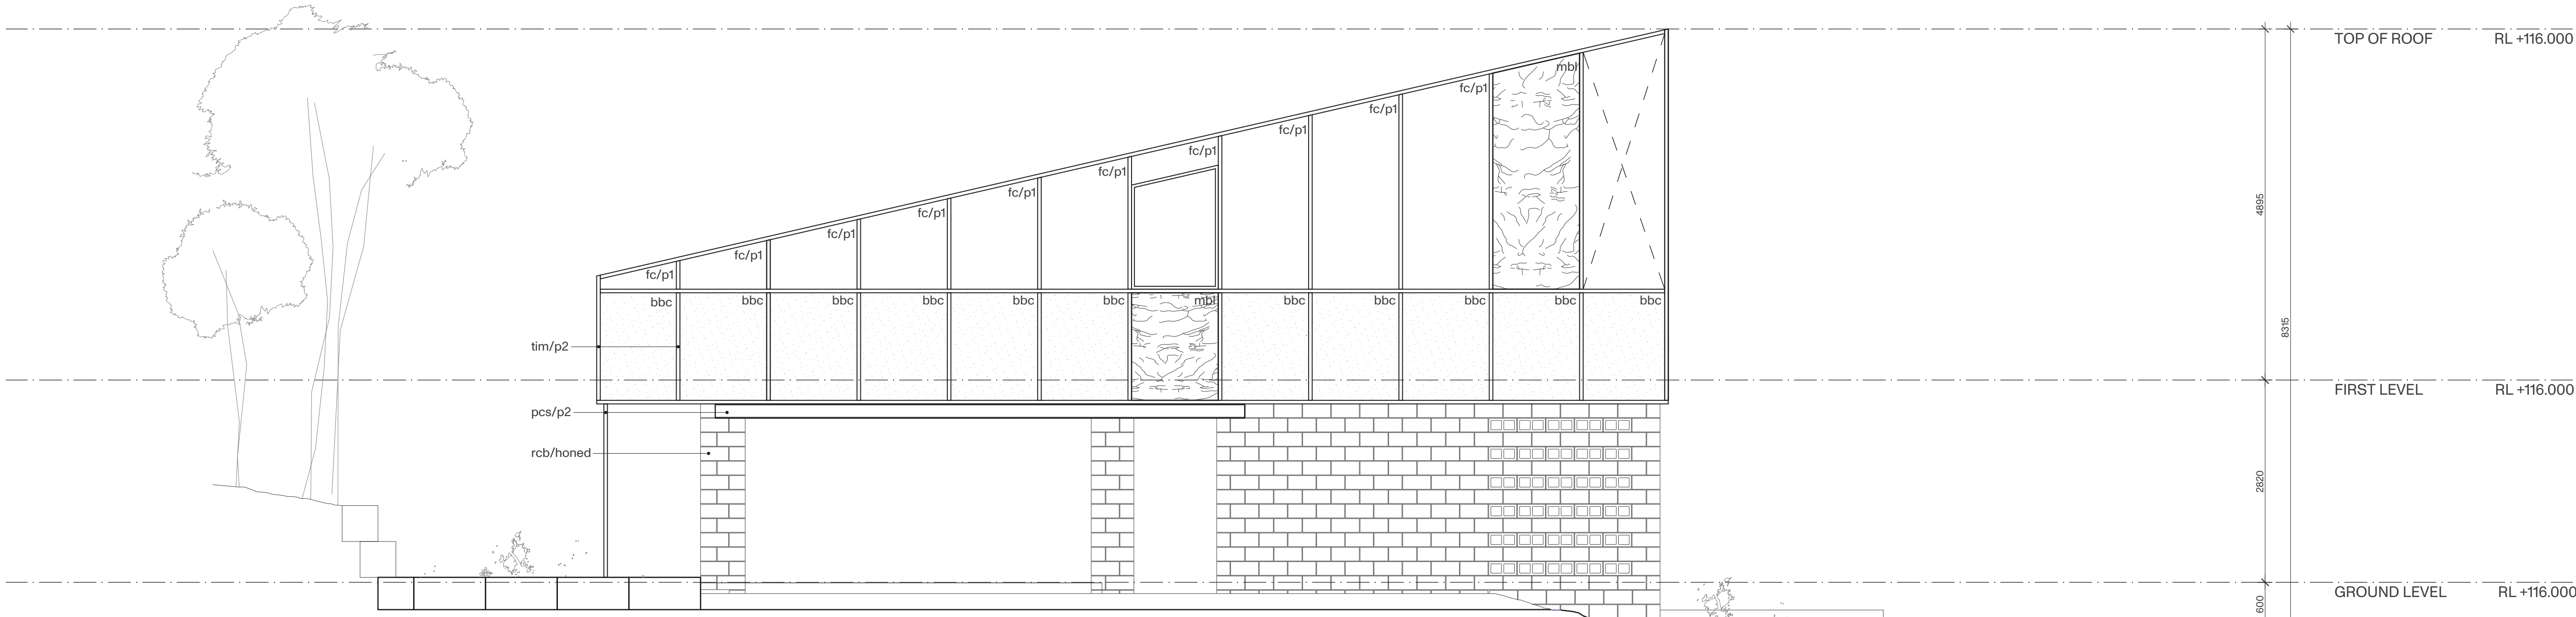 TOP OF ROOF RL +116.000
mbl
fc/p1
fc/p1
fc/p1
fc/p1
fc/p1
fc/p1
fc/p1
fc/p1
fc/p1
fc/p1
4895
bbc bbc bbc bbc bbc bbc mbl bbc bbc bbc bbc bbc
8315
tim/p2
FIRST LEVEL RL +116.000
pcs/p2
rcb/honed
2820
GROUND LEVEL RL +116.000
600